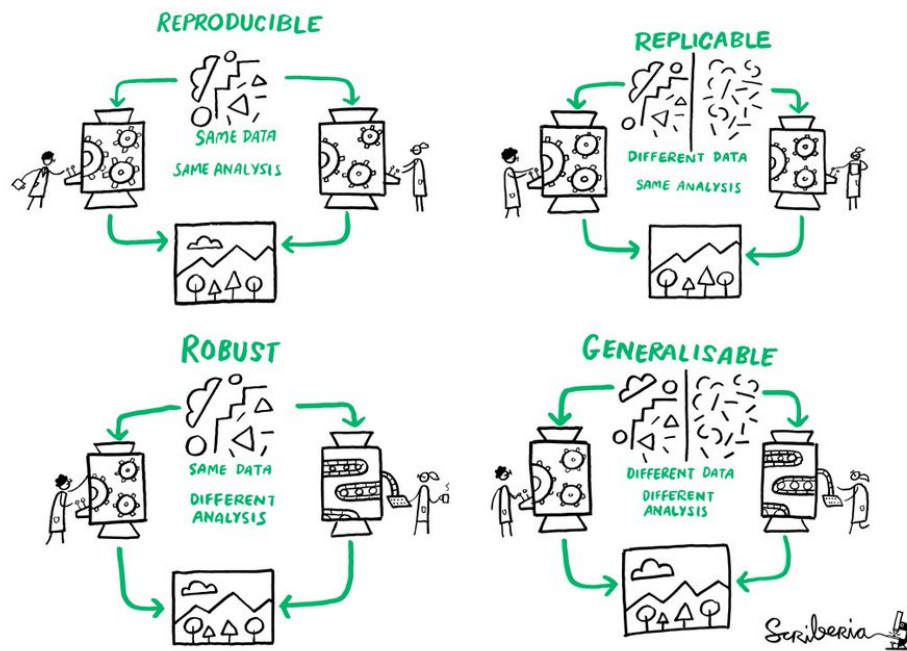 REPRODUCIBLE
SAME DATA
SAME ANALYSIS
REPLICABLE
DIFFERENT DATA
SAME ANALYSIS
ROBUST
SAME DATA
DIFFERENT
ANALYSIS
GENERALISABLE
DIFFERENT DATA
DIFFERENT
ANALYSIS
Scriberia